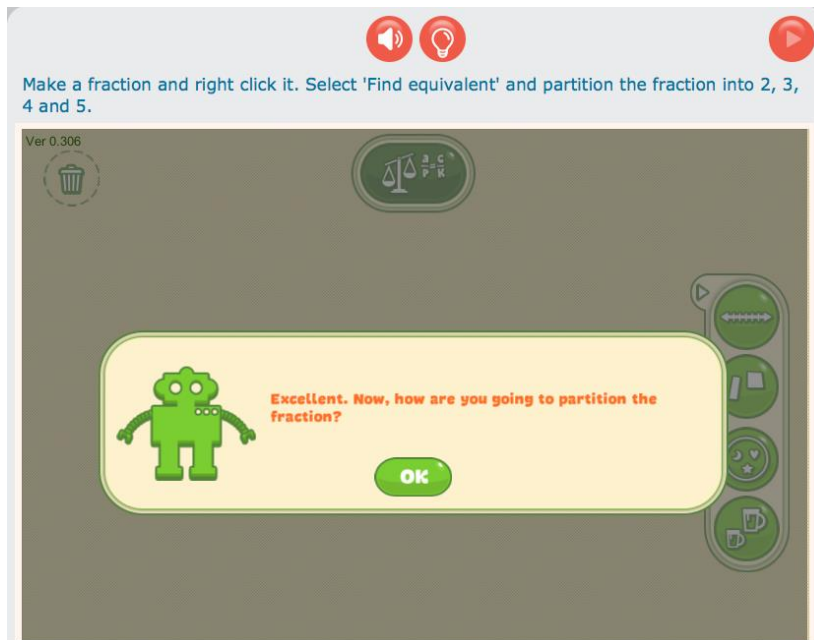 Make a fraction and right click it. Select 'Find equivalent' and partition the fraction into 2, 3,
4 and 5.
Ver 0.306
a/P = c/K
Excellent. Now, how are you going to partition the
fraction?
OK